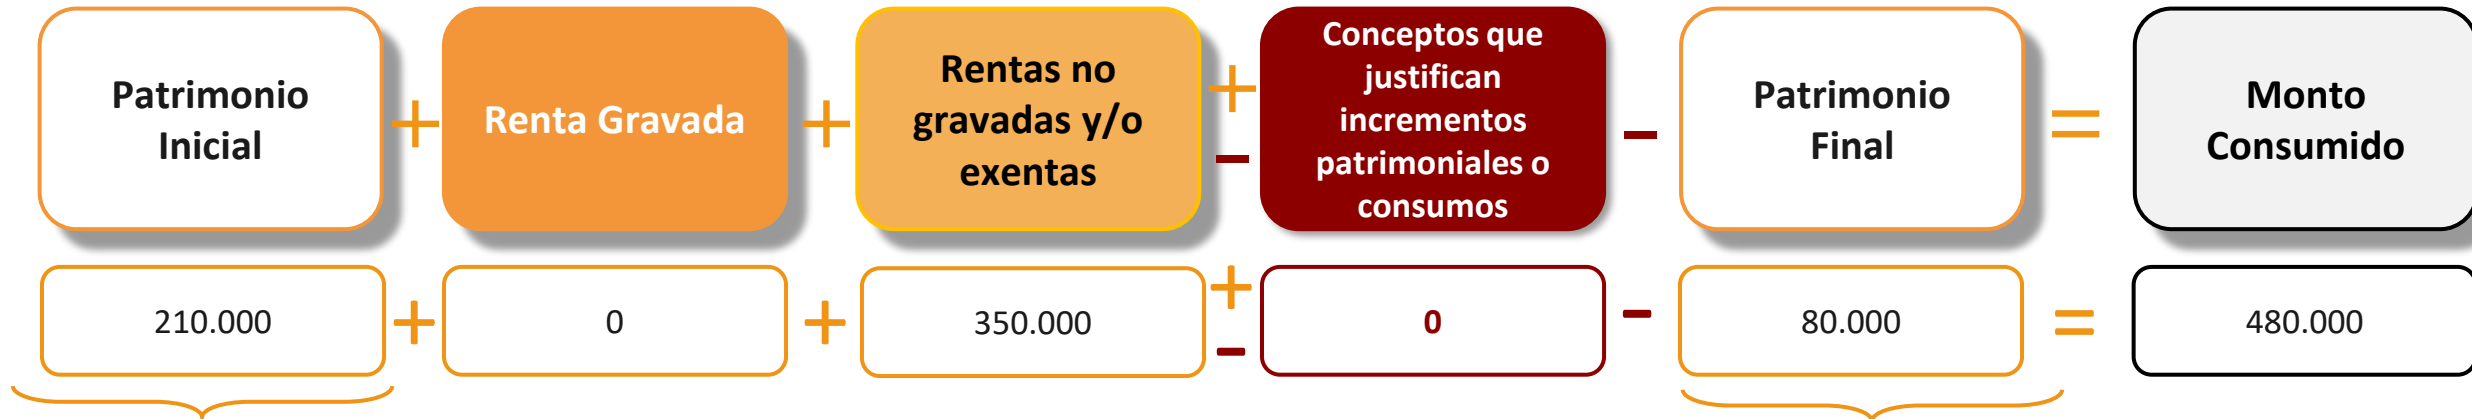 Patrimonio
Inicial
+
Renta Gravada
+
Rentas no
gravadas y/o
exentas
+
-
Conceptos que
justifican
incrementos
patrimoniales o
consumos
-
Patrimonio
Final
=
Monto
Consumido
210.000
+
0
+
350.000
+
-
0
-
80.000
=
480.000